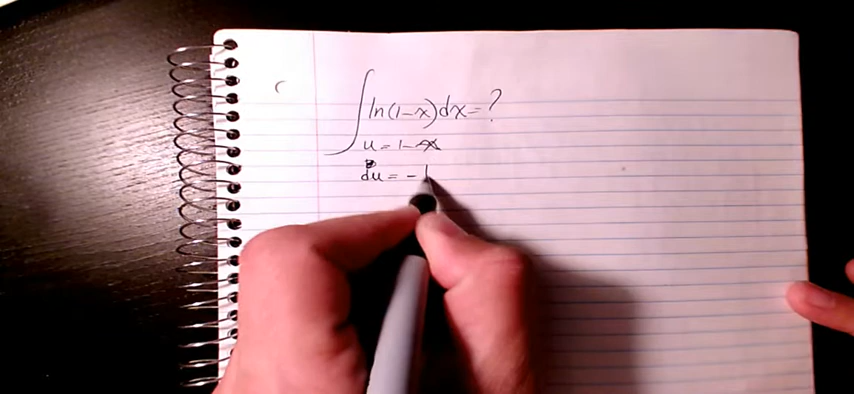 ∫ln(1-x)dx=?
u=1-x
du=-1